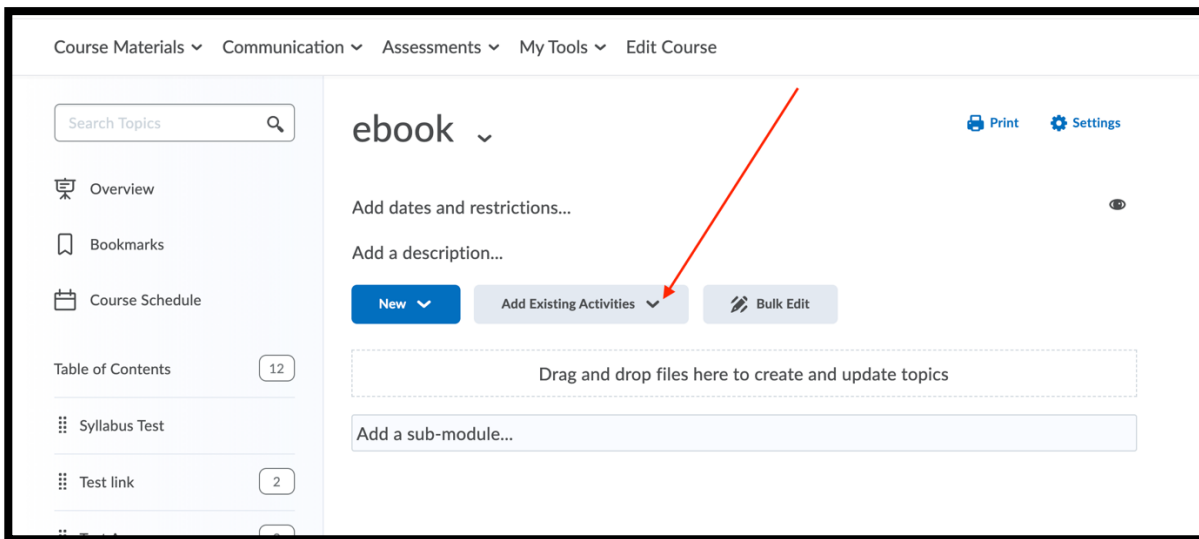 Course Materials Communication Assessments My Tools Edit Course
Search Topics
ebook
Print Settings
Overview
Add dates and restrictions...
Bookmarks
Add a description...
Course Schedule
New Add Existing Activities Bulk Edit
Table of Contents 12
Drag and drop files here to create and update topics
Syllabus Test
Add a sub-module...
Test link 2